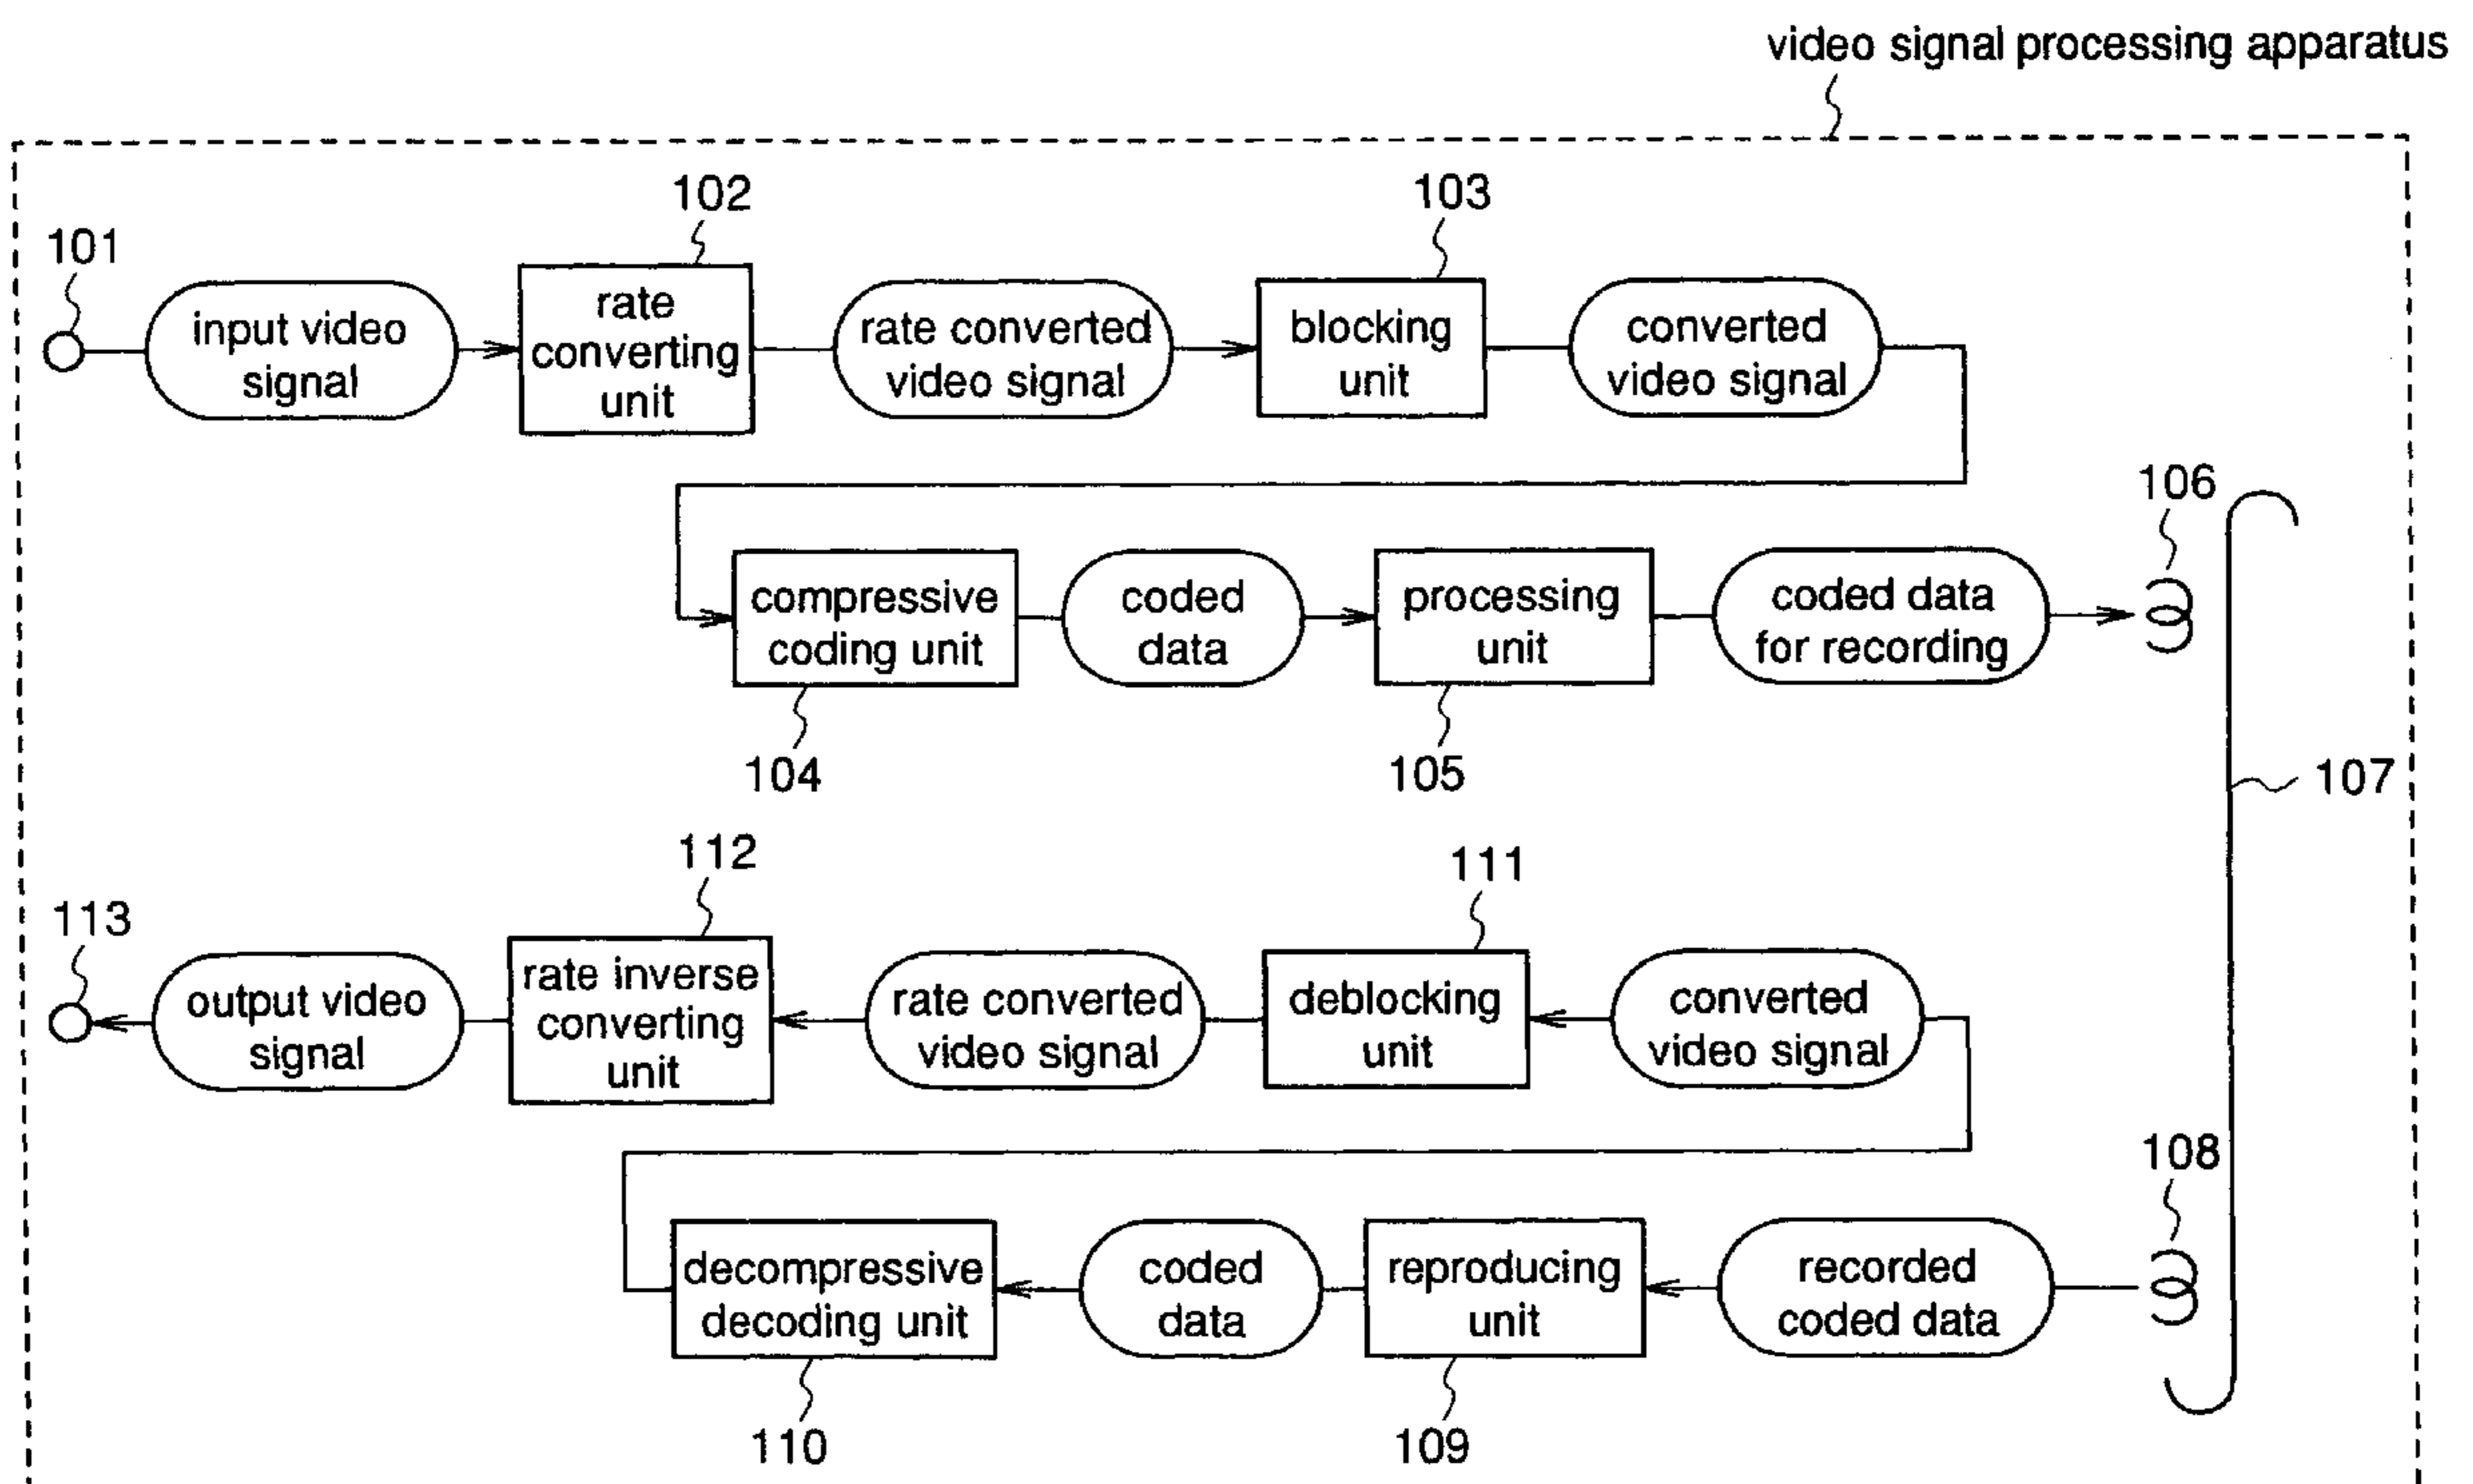 video signal processing apparatus
102
103
101
input video
signal
rate
converting
unit
rate converted
video signal
blocking
unit
converted
video signal
106
compressive
coding unit
coded
data
processing
unit
coded data
for recording
104
105
107
112
111
113
output video
signal
rate inverse
converting
unit
rate converted
video signal
deblocking
unit
converted
video signal
108
decompressive
decoding unit
coded
data
reproducing
unit
recorded
coded data
110
109